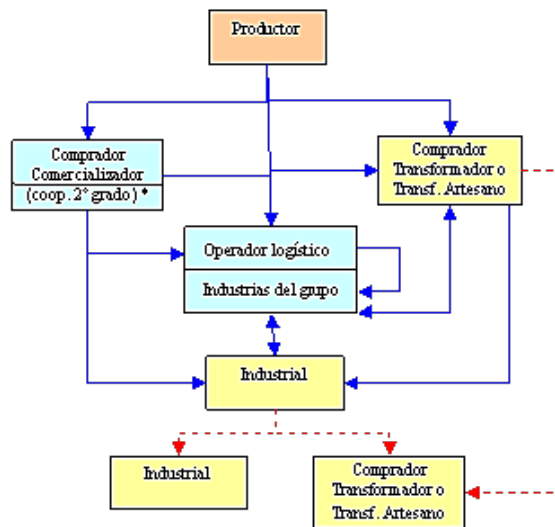 Productor
Comprador
Comercializador
(coop. 2º grado) *
Comprador
Transformador o
Transf. Artesano
Operador logístico
Industrias del grupo
Industrial
Industrial
Comprador
Transformador o
Transf. Artesano